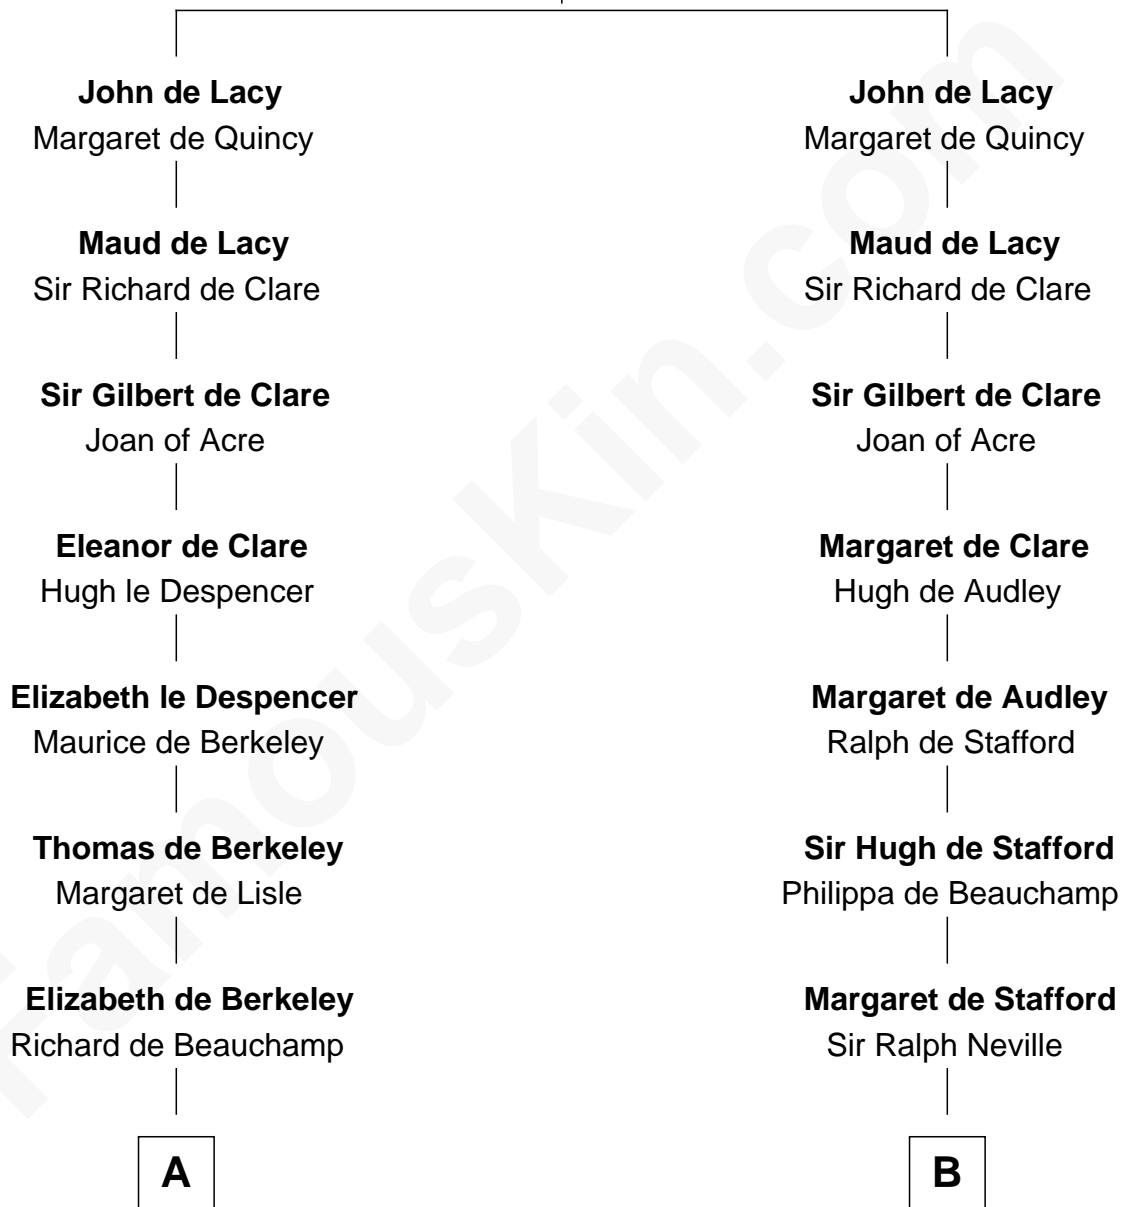 John de Lacy
Margaret de Quincy
Maud de Lacy
Sir Richard de Clare
Sir Gilbert de Clare
Joan of Acre
Eleanor de Clare
Hugh le Despencer
Elizabeth le Despencer
Maurice de Berkeley
Thomas de Berkeley
Margaret de Lisle
Elizabeth de Berkeley
Richard de Beauchamp
A
John de Lacy
Margaret de Quincy
Maud de Lacy
Sir Richard de Clare
Sir Gilbert de Clare
Joan of Acre
Margaret de Clare
Hugh de Audley
Margaret de Audley
Ralph de Stafford
Sir Hugh de Stafford
Philippa de Beauchamp
Margaret de Stafford
Sir Ralph Neville
B
FamousKin.com